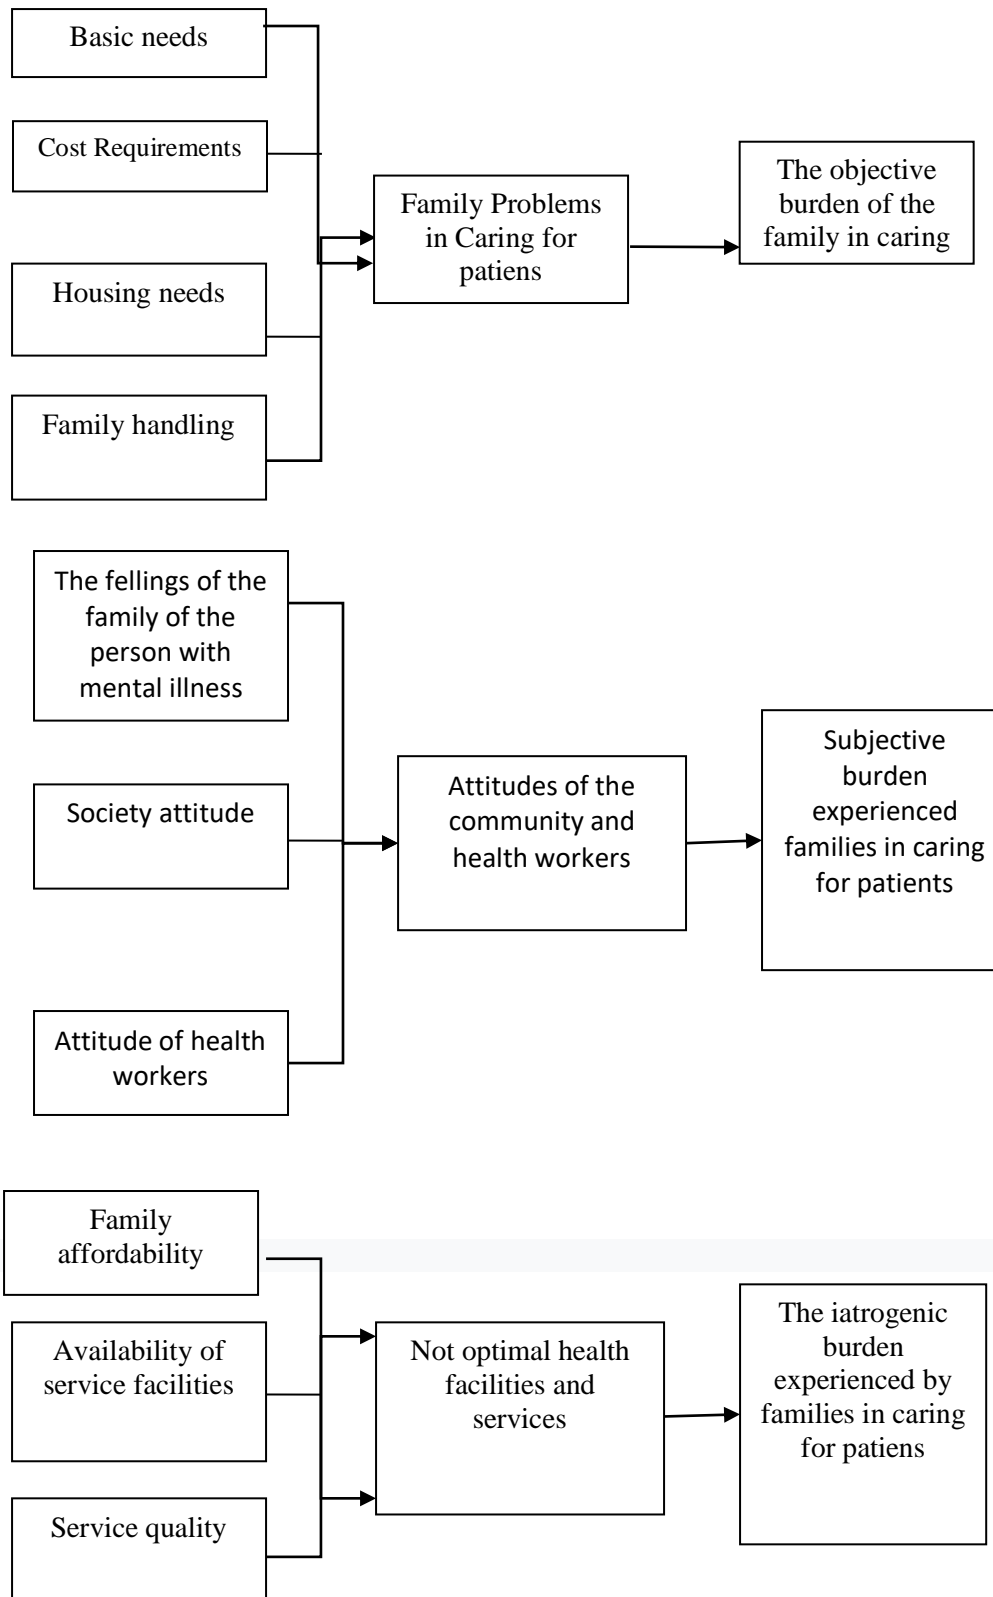 Basic needs
Cost Requirements
Housing needs
Family handling
Family Problems
in Caring for
patiens
The objective
burden of the
family in caring
The fellings of the
family of the
person with
mental illness
Society attitude
Attitude of health
workers
Attitudes of the
community and
health workers
Subjective
burden
experienced
families in caring
for patients
Family
affordability
Availability of
service facilities
Service quality
Not optimal health
facilities and
services
The iatrogenic
burden
experienced by
families in caring
for patiens